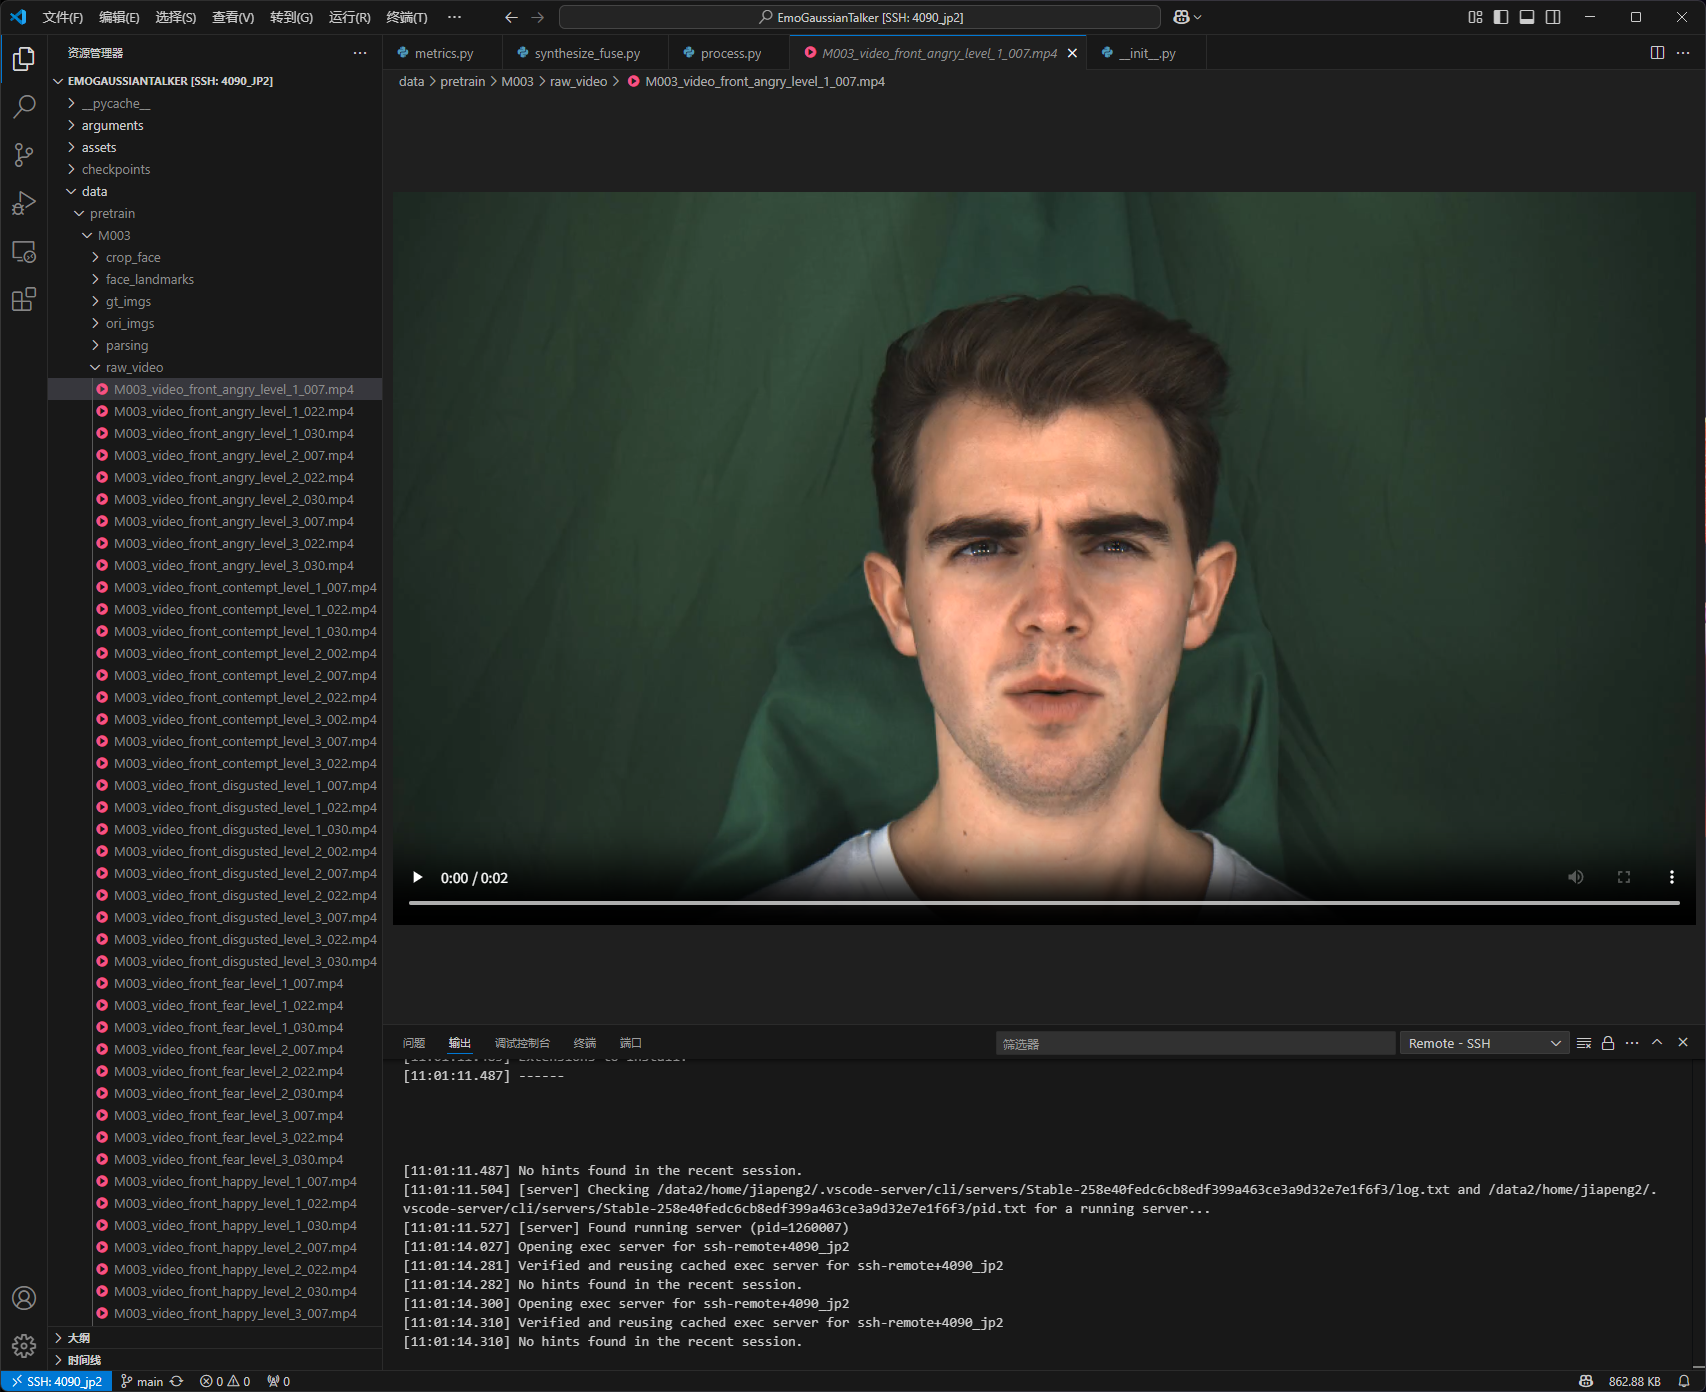 文件(F) 编辑(E) 选择(S) 查看(V) 转到(G) 运行(R) 终端(T) ··· EmoGaussianTalker [SSH: 4090_jp2]
资源管理器
EMOGAUSSIANTALKER [SSH: 4090_JP2]
__pycache__
arguments
assets
checkpoints
data
pretrain
M003
crop_face
face_landmarks
gt_imgs
ori_imgs
parsing
raw_video
M003_video_front_angry_level_1_007.mp4
M003_video_front_angry_level_1_022.mp4
M003_video_front_angry_level_1_030.mp4
M003_video_front_angry_level_2_007.mp4
M003_video_front_angry_level_2_022.mp4
M003_video_front_angry_level_2_030.mp4
M003_video_front_angry_level_3_007.mp4
M003_video_front_angry_level_3_022.mp4
M003_video_front_angry_level_3_030.mp4
M003_video_front_contempt_level_1_007.mp4
M003_video_front_contempt_level_1_022.mp4
M003_video_front_contempt_level_1_030.mp4
M003_video_front_contempt_level_2_002.mp4
M003_video_front_contempt_level_2_007.mp4
M003_video_front_contempt_level_2_022.mp4
M003_video_front_contempt_level_3_002.mp4
M003_video_front_contempt_level_3_007.mp4
M003_video_front_contempt_level_3_022.mp4
M003_video_front_disgusted_level_1_007.mp4
M003_video_front_disgusted_level_1_022.mp4
M003_video_front_disgusted_level_1_030.mp4
M003_video_front_disgusted_level_2_002.mp4
M003_video_front_disgusted_level_2_007.mp4
M003_video_front_disgusted_level_2_022.mp4
M003_video_front_disgusted_level_3_007.mp4
M003_video_front_disgusted_level_3_022.mp4
M003_video_front_disgusted_level_3_030.mp4
M003_video_front_fear_level_1_007.mp4
M003_video_front_fear_level_1_022.mp4
M003_video_front_fear_level_1_030.mp4
M003_video_front_fear_level_2_007.mp4
M003_video_front_fear_level_2_022.mp4
M003_video_front_fear_level_2_030.mp4
M003_video_front_fear_level_3_007.mp4
M003_video_front_fear_level_3_022.mp4
M003_video_front_fear_level_3_030.mp4
M003_video_front_happy_level_1_007.mp4
M003_video_front_happy_level_1_022.mp4
M003_video_front_happy_level_1_030.mp4
M003_video_front_happy_level_2_007.mp4
M003_video_front_happy_level_2_022.mp4
M003_video_front_happy_level_2_030.mp4
M003_video_front_happy_level_3_007.mp4
大纲
时间线
metrics.py synthesize_fuse.py process.py M003_video_front_angry_level_1_007.mp4 __init__.py
data > pretrain > M003 > raw_video > M003_video_front_angry_level_1_007.mp4
0:00 / 0:02
问题 输出 调试控制台 终端 端口 筛选器 Remote - SSH
[11:01:11.485] Extensions to install:
[11:01:11.487] ------
[11:01:11.487] No hints found in the recent session.
[11:01:11.504] [server] Checking /data2/home/jiapeng2/.vscode-server/cli/servers/Stable-258e40fedc6cb8edf399a463ce3a9d32e7e1f6f3/log.txt and /data2/home/jiapeng2/.
vscode-server/cli/servers/Stable-258e40fedc6cb8edf399a463ce3a9d32e7e1f6f3/pid.txt for a running server...
[11:01:11.527] [server] Found running server (pid=1260007)
[11:01:14.027] Opening exec server for ssh-remote+4090_jp2
[11:01:14.281] Verified and reusing cached exec server for ssh-remote+4090_jp2
[11:01:14.282] No hints found in the recent session.
[11:01:14.300] Opening exec server for ssh-remote+4090_jp2
[11:01:14.310] Verified and reusing cached exec server for ssh-remote+4090_jp2
[11:01:14.310] No hints found in the recent session.
SSH: 4090_jp2 main 0 0 0 862.88 KB